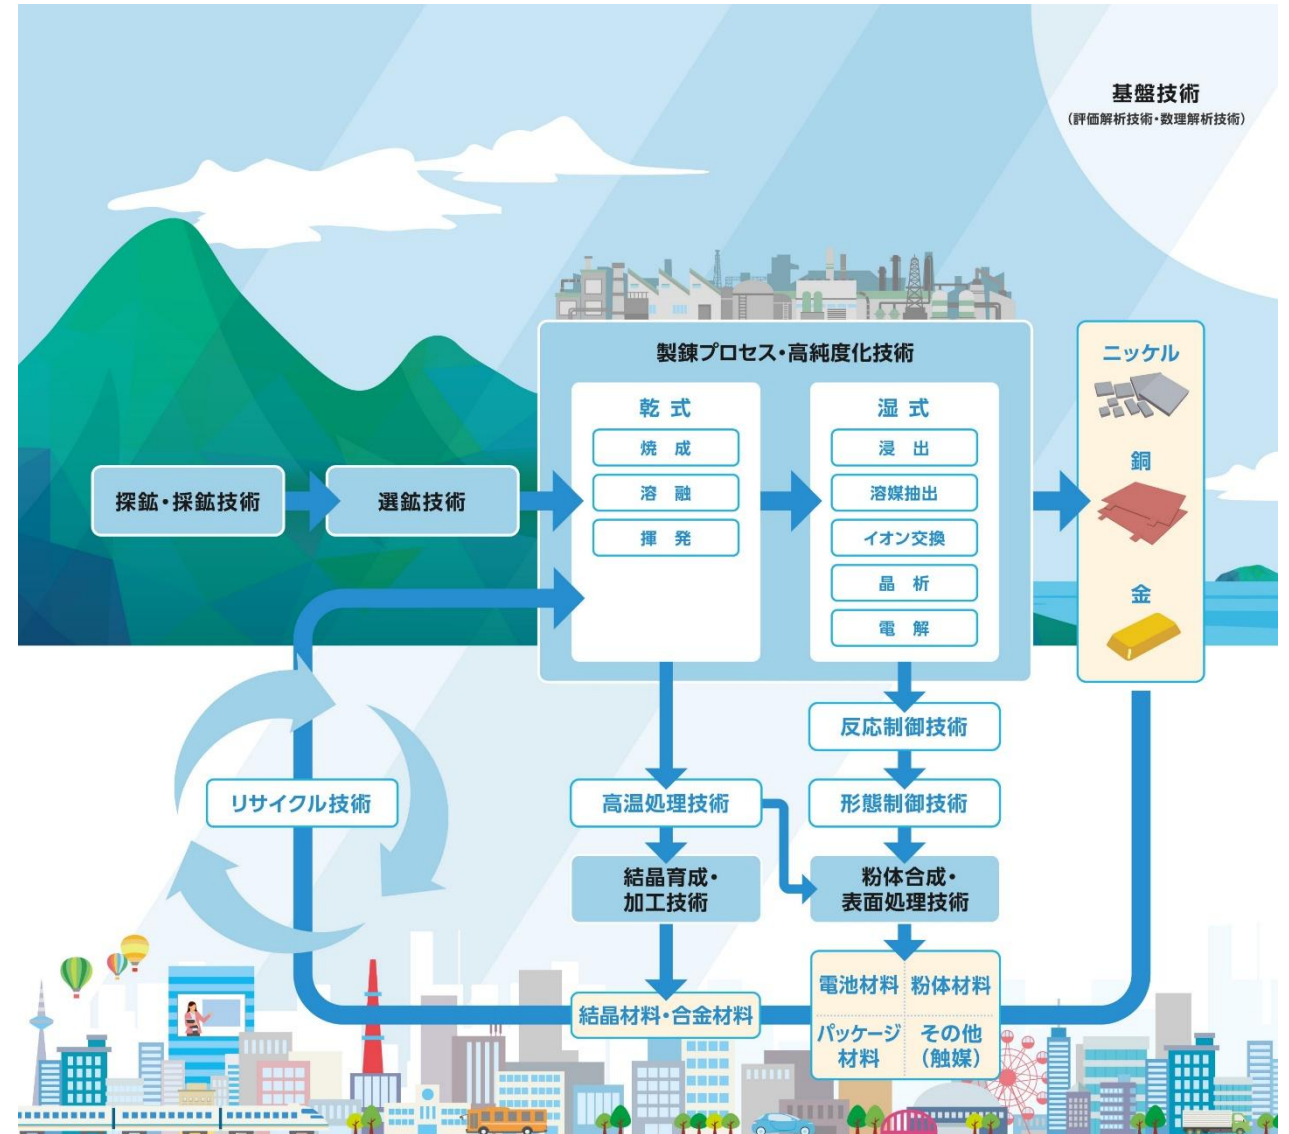 基盤技術
(評価解析技術・数理解析技術)
製錬プロセス・高純度化技術
乾 式
焼 成
溶 融
揮 発
湿 式
浸 出
溶媒抽出
イオン交換
晶 析
電 解
ニッケル
銅
金
探鉱・採鉱技術
選鉱技術
反応制御技術
リサイクル技術
高温処理技術
形態制御技術
結晶育成・
加工技術
粉体合成・
表面処理技術
結晶材料・合金材料
電池材料
粉体材料
パッケージ
材料
その他
(触媒)